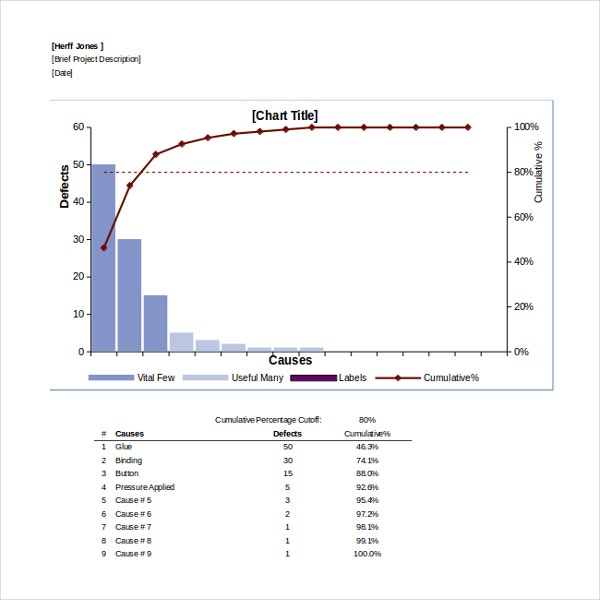 [Herff Jones ]
[Brief Project Description]
[Date]
[Chart Title]
60
50
40
30
20
10
0
Defects
100%
80%
60%
40%
20%
0%
Cumulative %
Causes
Vital Few Useful Many Labels Cumulative%
Cumulative Percentage Cutoff: 80%
# Causes Defects Cumulative%
1 Glue 50 46.3%
2 Binding 30 74.1%
3 Button 15 88.0%
4 Pressure Applied 5 92.6%
5 Cause # 5 3 95.4%
6 Cause # 6 2 97.2%
7 Cause # 7 1 98.1%
8 Cause # 8 1 99.1%
9 Cause # 9 1 100.0%